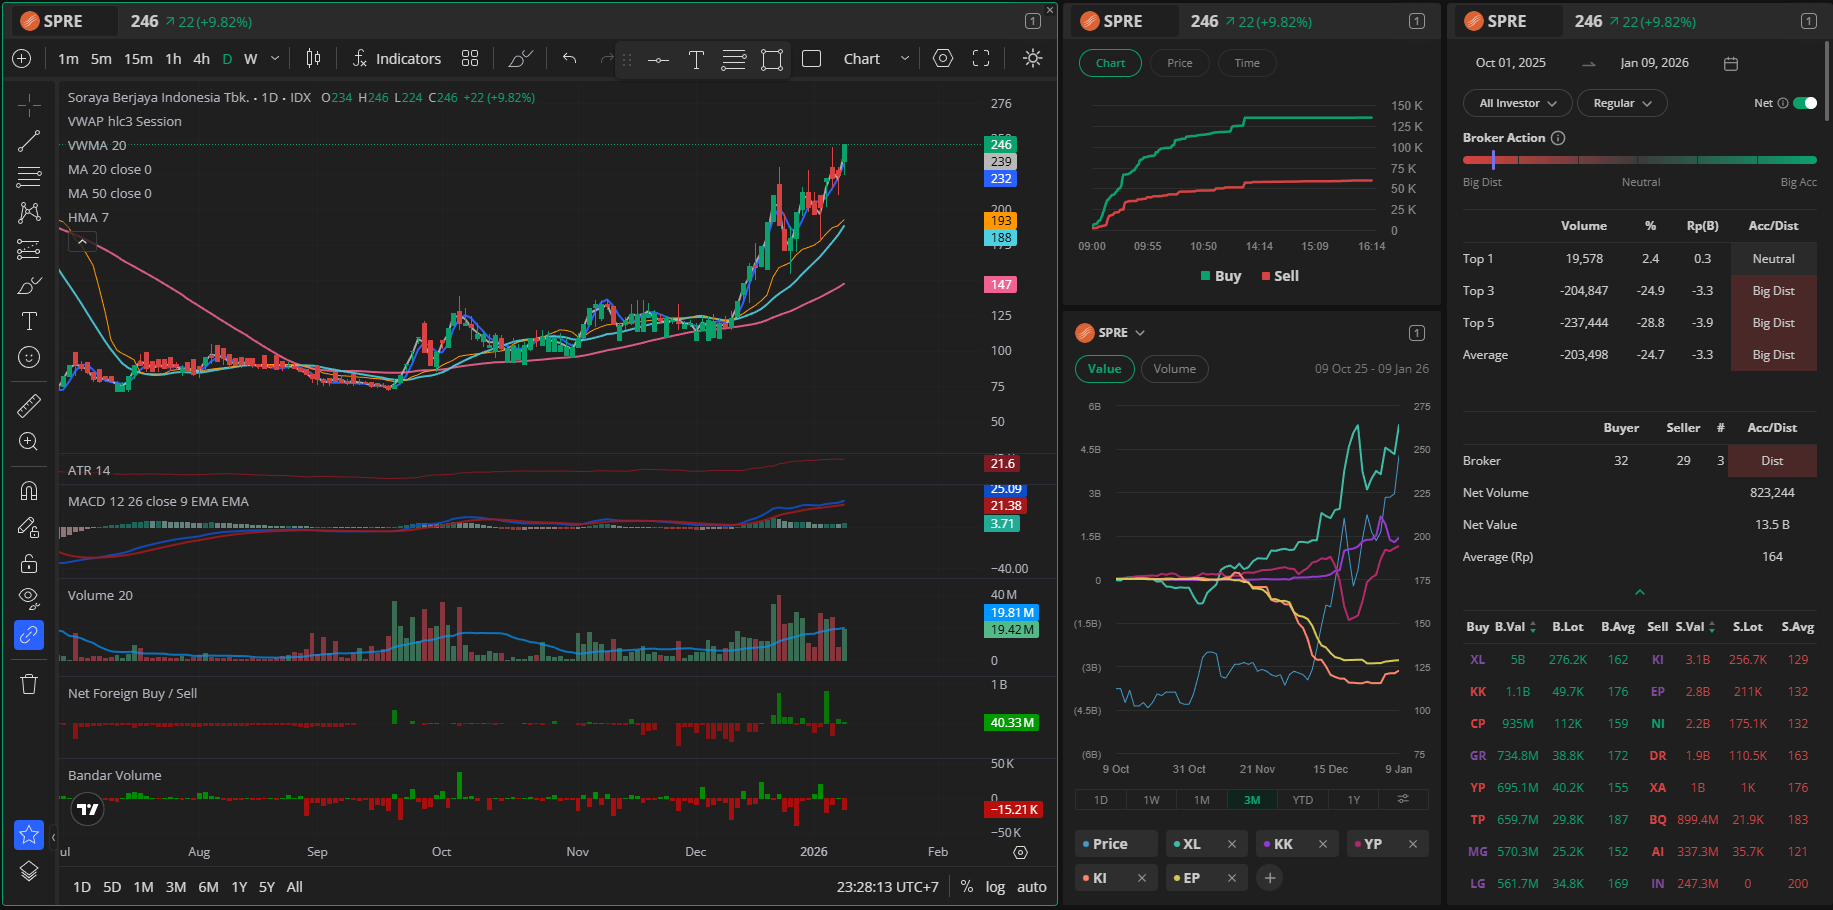 SPRE 246 ↗ 22 (+9.82%) 1
1m 5m 15m 1h 4h D W Indicators Chart
Soraya Berjaya Indonesia Tbk. · 1D · IDX O234 H246 L224 C246 +22 (+9.82%)
VWAP hlc3 Session
VWMA 20
MA 20 close 0
MA 50 close 0
HMA 7
276
246
239
232
200
193
188
147
125
100
75
50
ATR 14
21.6
MACD 12 26 close 9 EMA EMA
25.09
21.38
3.71
−40.00
Volume 20
40 M
19.81 M
19.42 M
0
Net Foreign Buy / Sell
1 B
40.33 M
Bandar Volume
50 K
0
−15.21 K
−50 K
ul Aug Sep Oct Nov Dec 2026 Feb
1D 5D 1M 3M 6M 1Y 5Y All 23:28:13 UTC+7 % log auto
SPRE 246 ↗ 22 (+9.82%) 1
Chart Price Time
150 K
125 K
100 K
75 K
50 K
25 K
0
09:00 09:55 10:50 14:14 15:09 16:14
Buy Sell
SPRE 1
Value Volume 09 Oct 25 - 09 Jan 26
6B 275
4.5B 250
3B 225
1.5B 200
0 175
(1.5B) 150
(3B) 125
(4.5B) 100
(6B) 75
9 Oct 31 Oct 21 Nov 15 Dec 9 Jan
1D 1W 1M 3M YTD 1Y
Price XL × KK × YP ×
KI × EP × +
SPRE 246 ↗ 22 (+9.82%) 1
Oct 01, 2025 → Jan 09, 2026
All Investor Regular Net
Broker Action
Big Dist Neutral Big Acc
Volume % Rp(B) Acc/Dist
Top 1 19,578 2.4 0.3 Neutral
Top 3 -204,847 -24.9 -3.3 Big Dist
Top 5 -237,444 -28.8 -3.9 Big Dist
Average -203,498 -24.7 -3.3 Big Dist
Buyer Seller # Acc/Dist
Broker 32 29 3 Dist
Net Volume 823,244
Net Value 13.5 B
Average (Rp) 164
Buy B.Val B.Lot B.Avg Sell S.Val S.Lot S.Avg
XL 5B 276.2K 162 KI 3.1B 256.7K 129
KK 1.1B 49.7K 176 EP 2.8B 211K 132
CP 935M 112K 159 NI 2.2B 175.1K 132
GR 734.8M 38.8K 172 DR 1.9B 110.5K 163
YP 695.1M 40.2K 155 XA 1B 1K 176
TP 659.7M 29.8K 187 BQ 899.4M 21.9K 183
MG 570.3M 25.2K 152 AI 337.3M 35.7K 121
LG 561.7M 34.8K 169 IN 247.3M 0 200